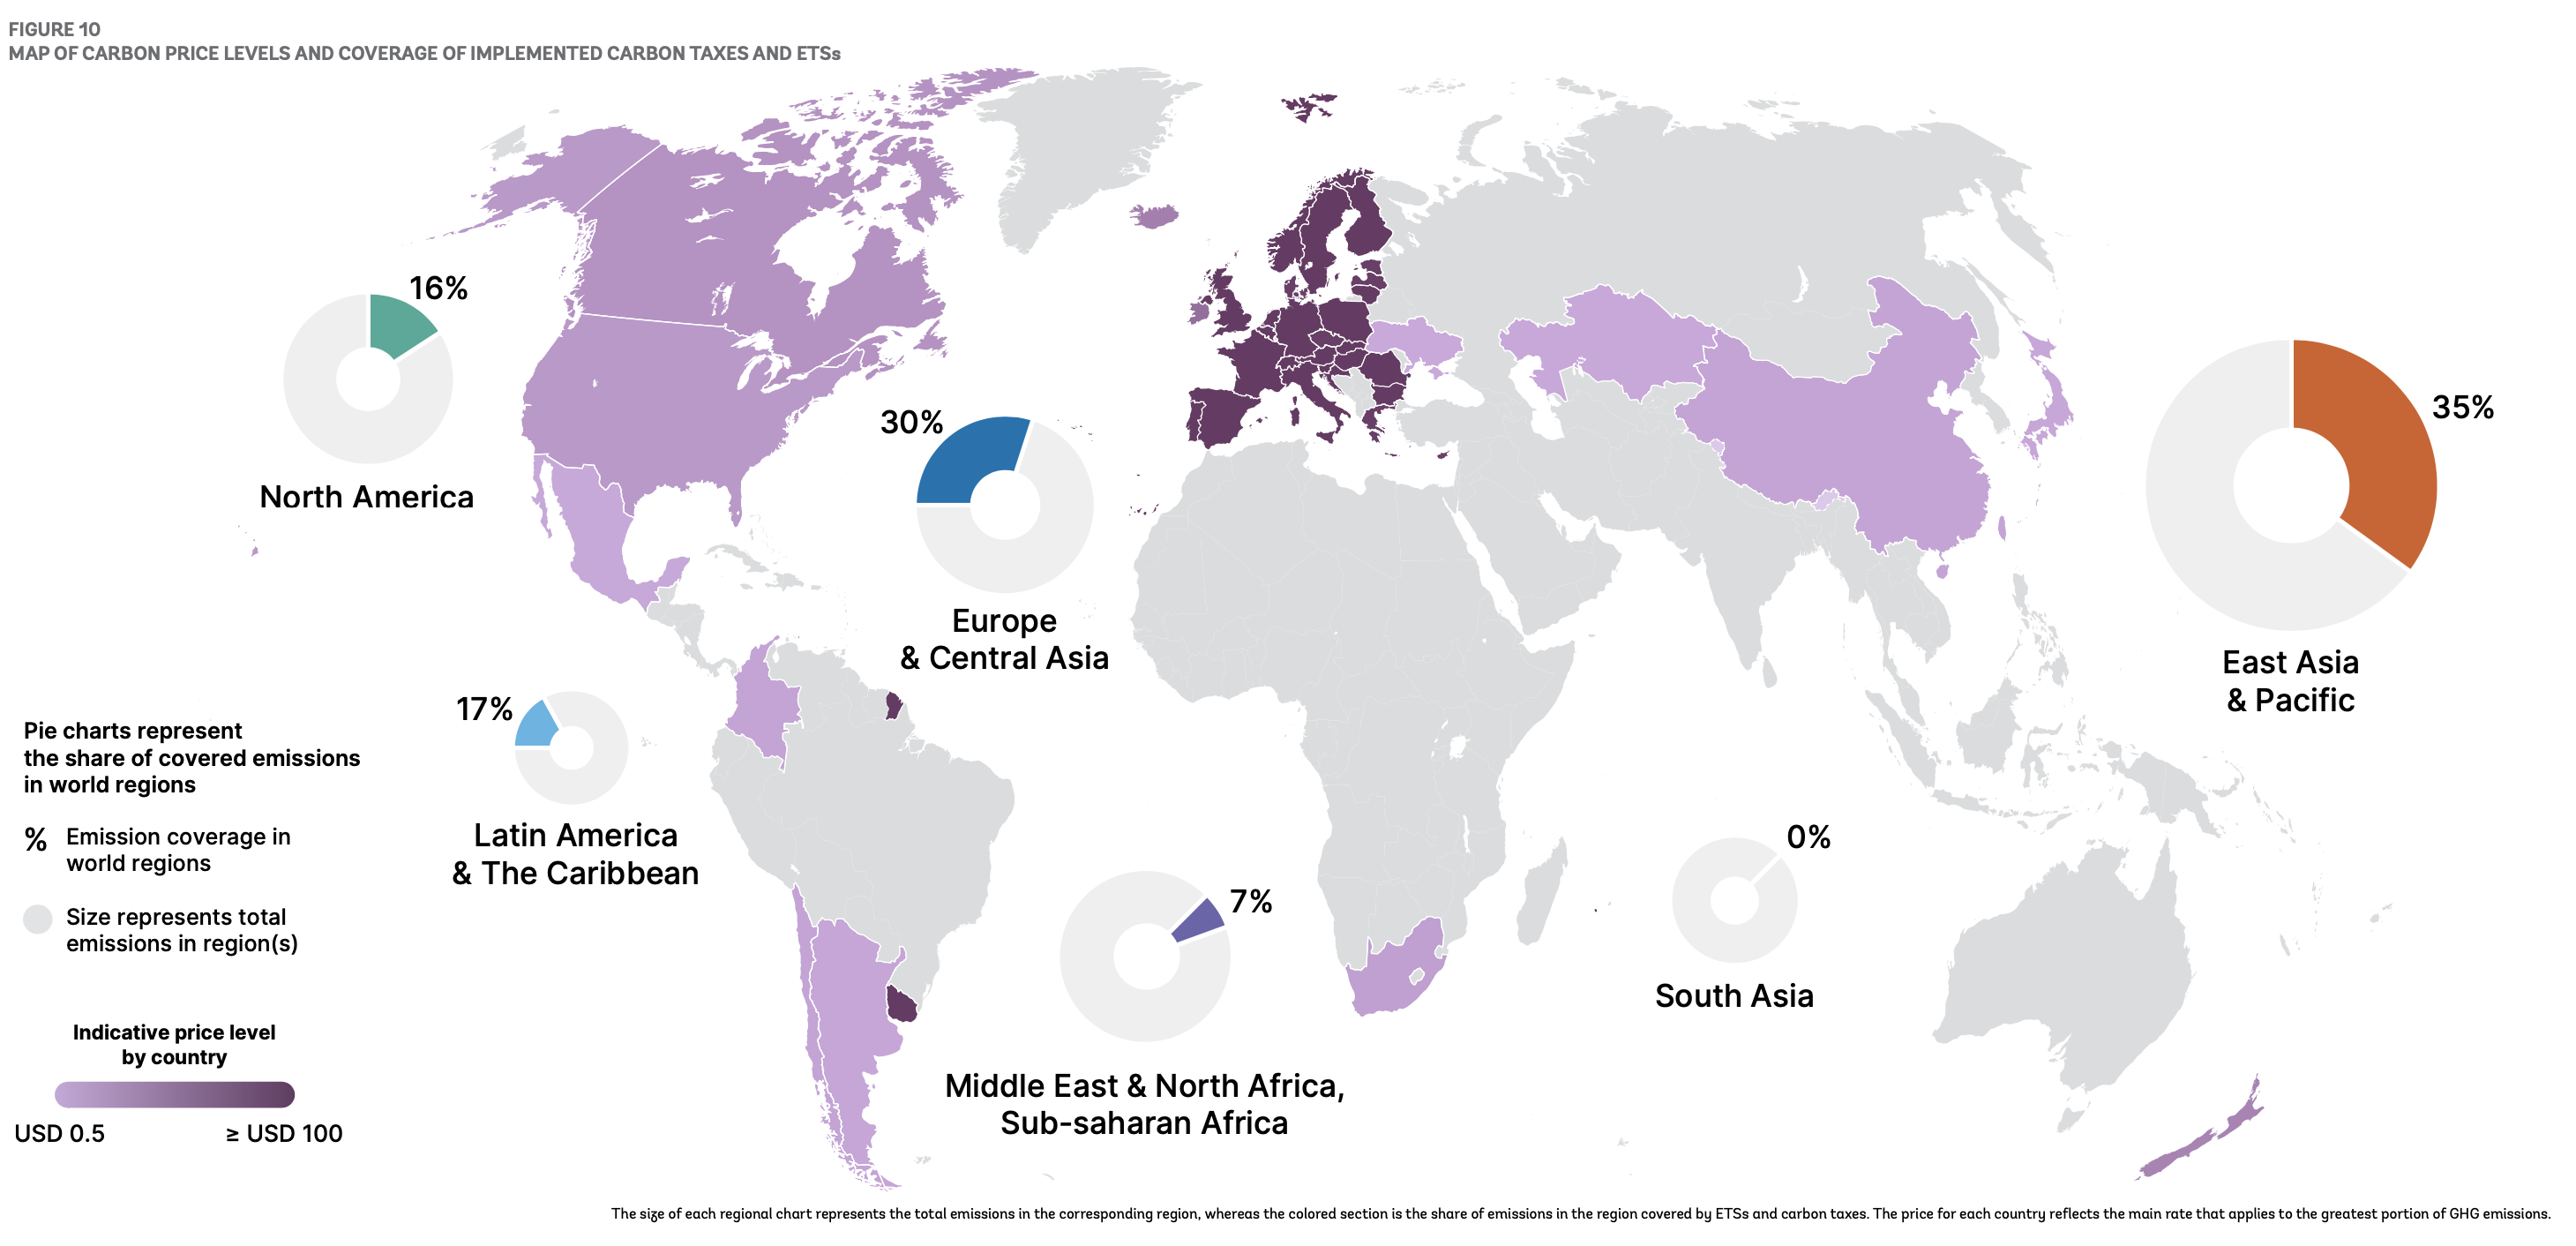 FIGURE 10
MAP OF CARBON PRICE LEVELS AND COVERAGE OF IMPLEMENTED CARBON TAXES AND ETSs
16%
North America
30%
Europe
& Central Asia
35%
East Asia
& Pacific
17%
Latin America
& The Caribbean
7%
Middle East & North Africa,
Sub-saharan Africa
0%
South Asia
Pie charts represent
the share of covered emissions
in world regions
% Emission coverage in
world regions
Size represents total
emissions in region(s)
Indicative price level
by country
USD 0.5
≥ USD 100
The size of each regional chart represents the total emissions in the corresponding region, whereas the colored section is the share of emissions in the region covered by ETSs and carbon taxes. The price for each country reflects the main rate that applies to the greatest portion of GHG emissions.